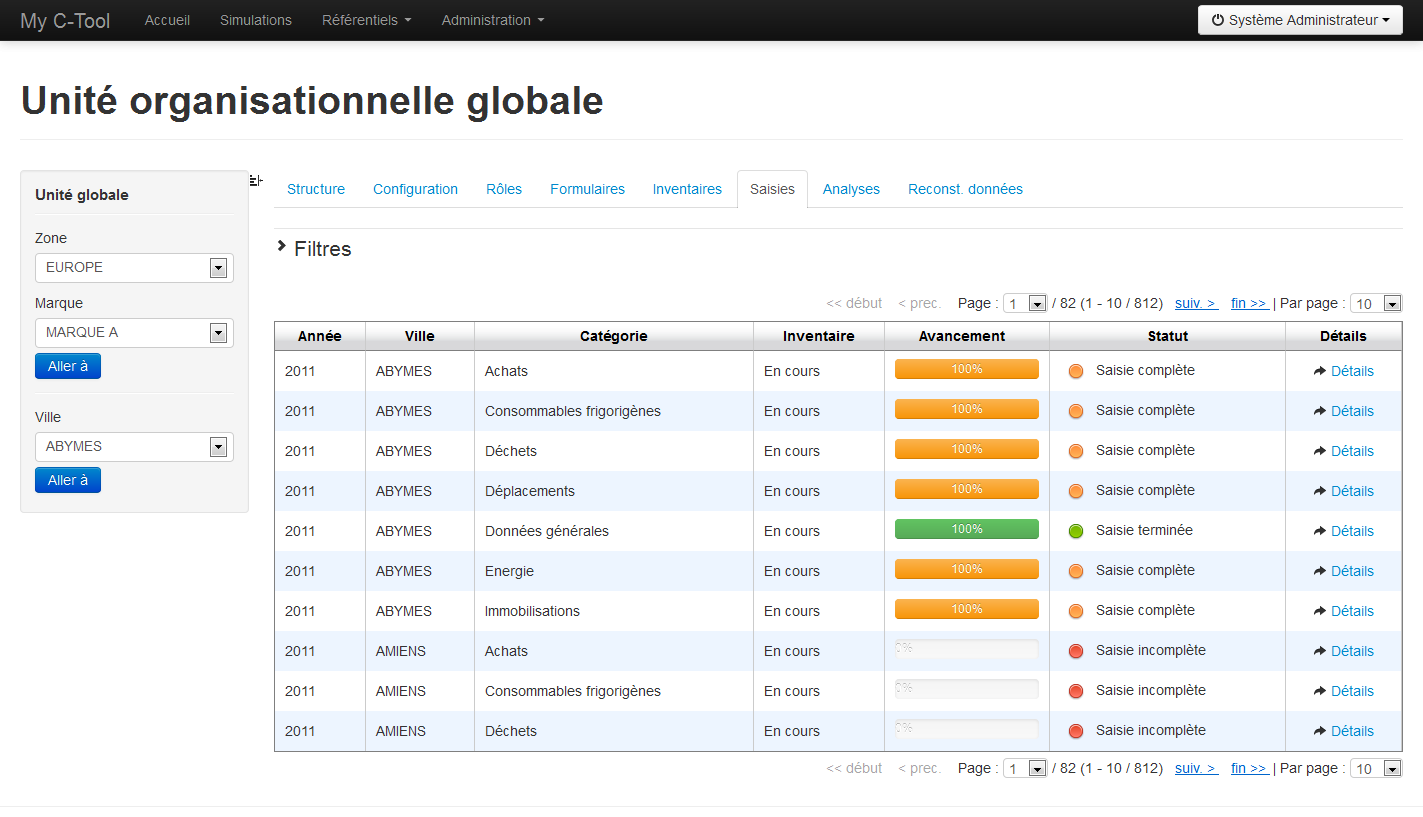 My C-Tool Accueil Simulations Référentiels Administration Système Administrateur
Unité organisationnelle globale
Unité globale
Zone
EUROPE
Marque
MARQUE A
Aller à
Ville
ABYMES
Aller à
Structure Configuration Rôles Formulaires Inventaires Saisies Analyses Reconst. données
Filtres
<< début < prec. Page : 1 / 82 (1 - 10 / 812) suiv. > fin >> | Par page : 10
Année Ville Catégorie Inventaire Avancement Statut Détails
2011 ABYMES Achats En cours 100% Saisie complète Détails
2011 ABYMES Consommables frigorigènes En cours 100% Saisie complète Détails
2011 ABYMES Déchets En cours 100% Saisie complète Détails
2011 ABYMES Déplacements En cours 100% Saisie complète Détails
2011 ABYMES Données générales En cours 100% Saisie terminée Détails
2011 ABYMES Energie En cours 100% Saisie complète Détails
2011 ABYMES Immobilisations En cours 100% Saisie complète Détails
2011 AMIENS Achats En cours 0% Saisie incomplète Détails
2011 AMIENS Consommables frigorigènes En cours 0% Saisie incomplète Détails
2011 AMIENS Déchets En cours 0% Saisie incomplète Détails
<< début < prec. Page : 1 / 82 (1 - 10 / 812) suiv. > fin >> | Par page : 10